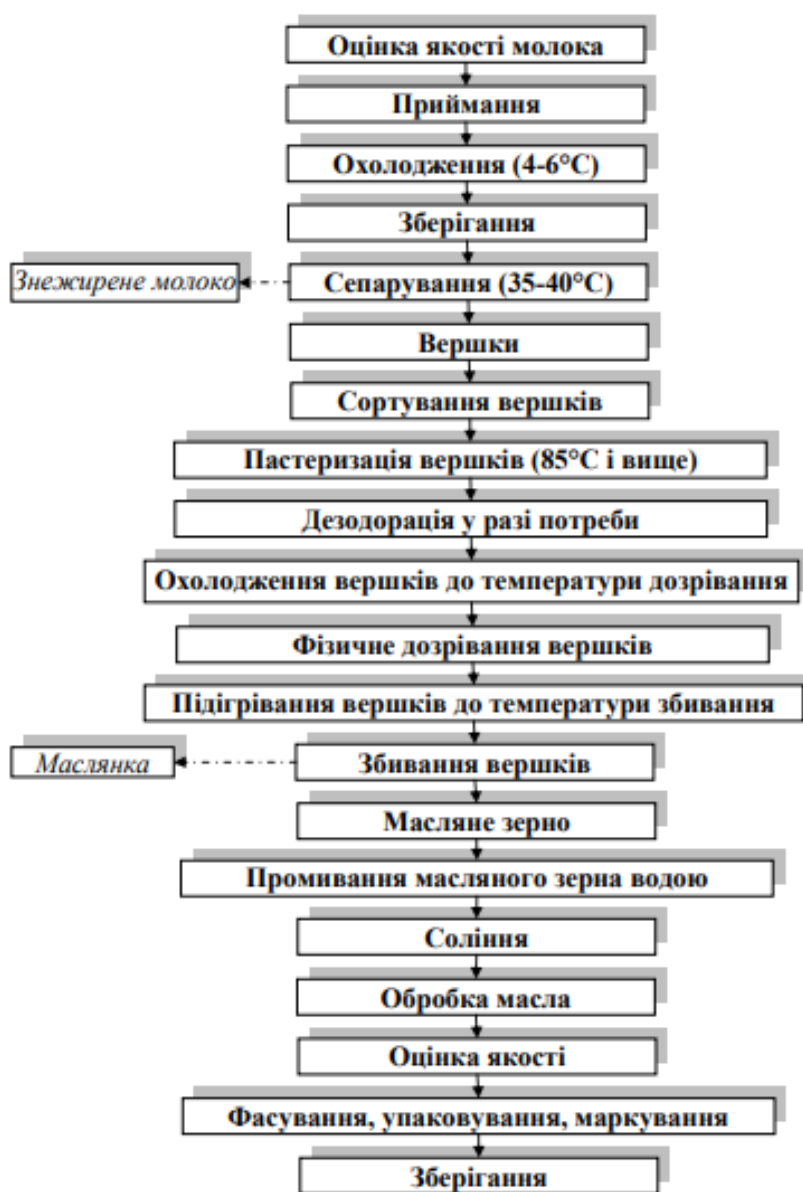 Оцінка якості молока
Приймання
Охолодження (4-6°С)
Зберігання
Знежирене молоко
Сепарування (35-40°С)
Вершки
Сортування вершків
Пастеризація вершків (85°С і вище)
Дезодорація у разі потреби
Охолодження вершків до температури дозрівання
Фізичне дозрівання вершків
Підігрівання вершків до температури збивання
Маслянка
Збивання вершків
Масляне зерно
Промивання масляного зерна водою
Соління
Обробка масла
Оцінка якості
Фасування, упаковування, маркування
Зберігання